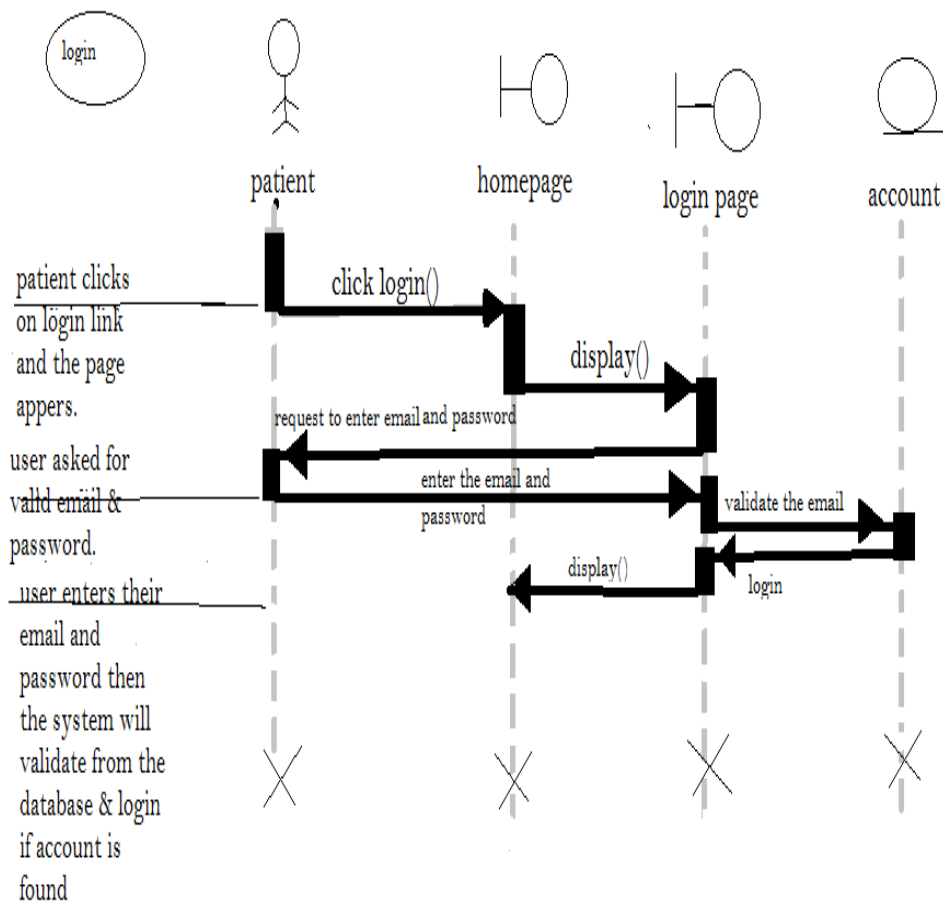 login
patient
homepage
login page
account
patient clicks
on login link
and the page
appers.
click login()
display()
request to enter email and password
user asked for
valid email &
password.
enter the email and
password
validate the email
login
display()
user enters their
email and
password then
the system will
validate from the
database & login
if account is
found